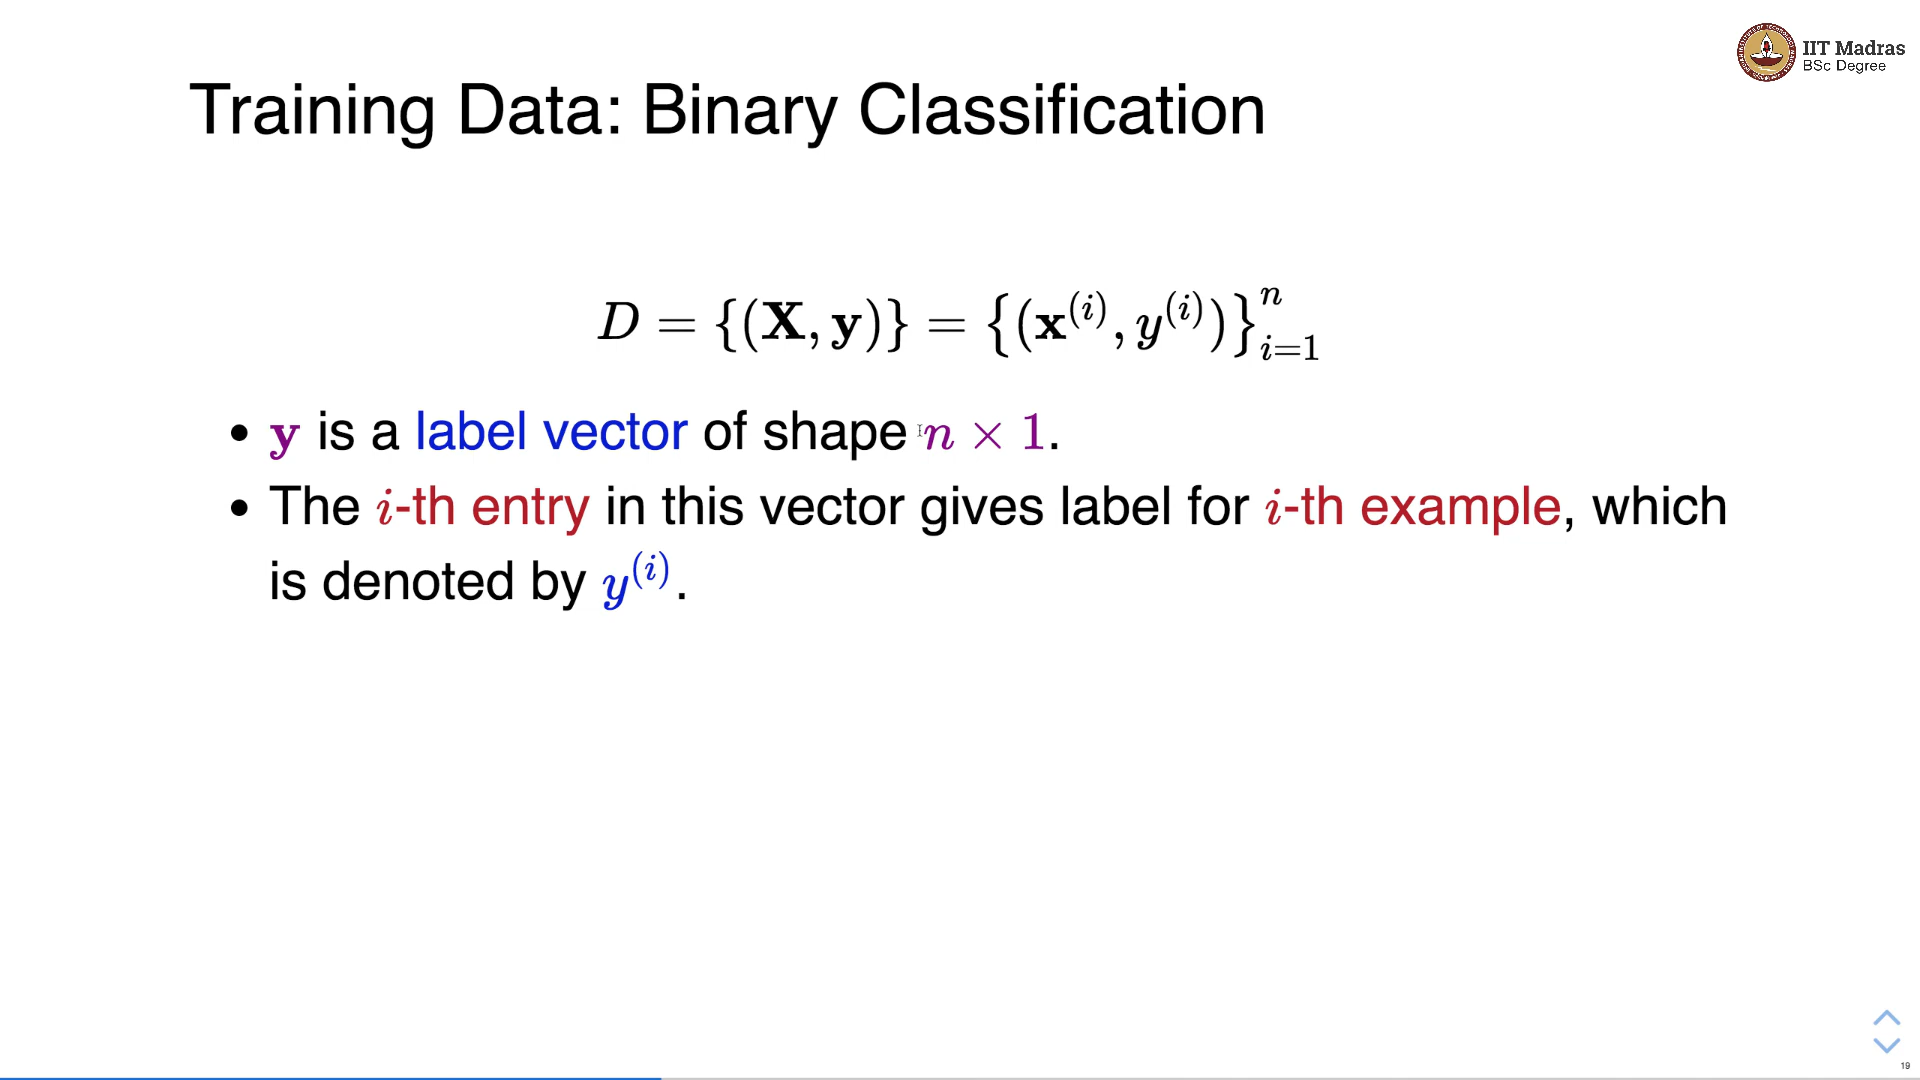 IIT Madras
BSc Degree
Training Data: Binary Classification
D = {(X, y)} = {(x^(i), y^(i))}_{i=1}^n
• y is a label vector of shape n × 1.
• The i-th entry in this vector gives label for i-th example, which
is denoted by y^(i).
19